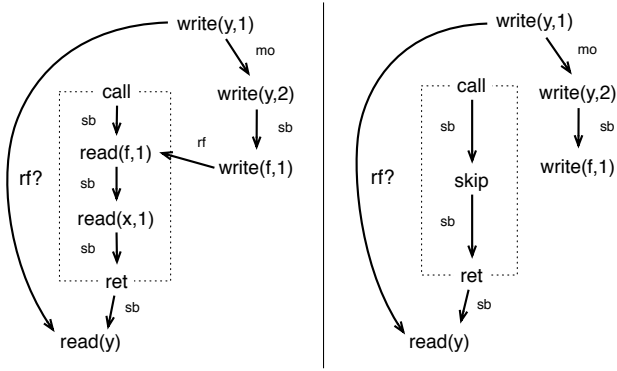 write(y,1)
mo
call
write(y,2)
sb
sb
rf
read(f,1)
write(f,1)
rf?
sb
read(x,1)
sb
ret
sb
read(y)
write(y,1)
mo
call
write(y,2)
sb
sb
write(f,1)
rf?
skip
sb
ret
sb
read(y)